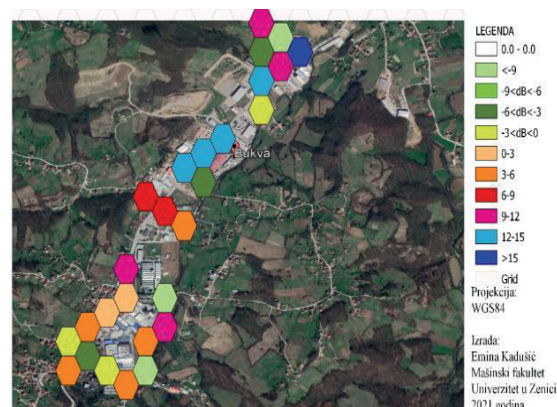 Bukva
LEGENDA
0.0 - 0.0
<-9
-9<dB<-6
-6<dB<-3
-3<dB<0
0-3
3-6
6-9
9-12
12-15
>15
Grid
Projekcija:
WGS84
Izrada:
Emina Kadušić
Mašinski fakultet
Univerzitet u Zenici
2021.godina